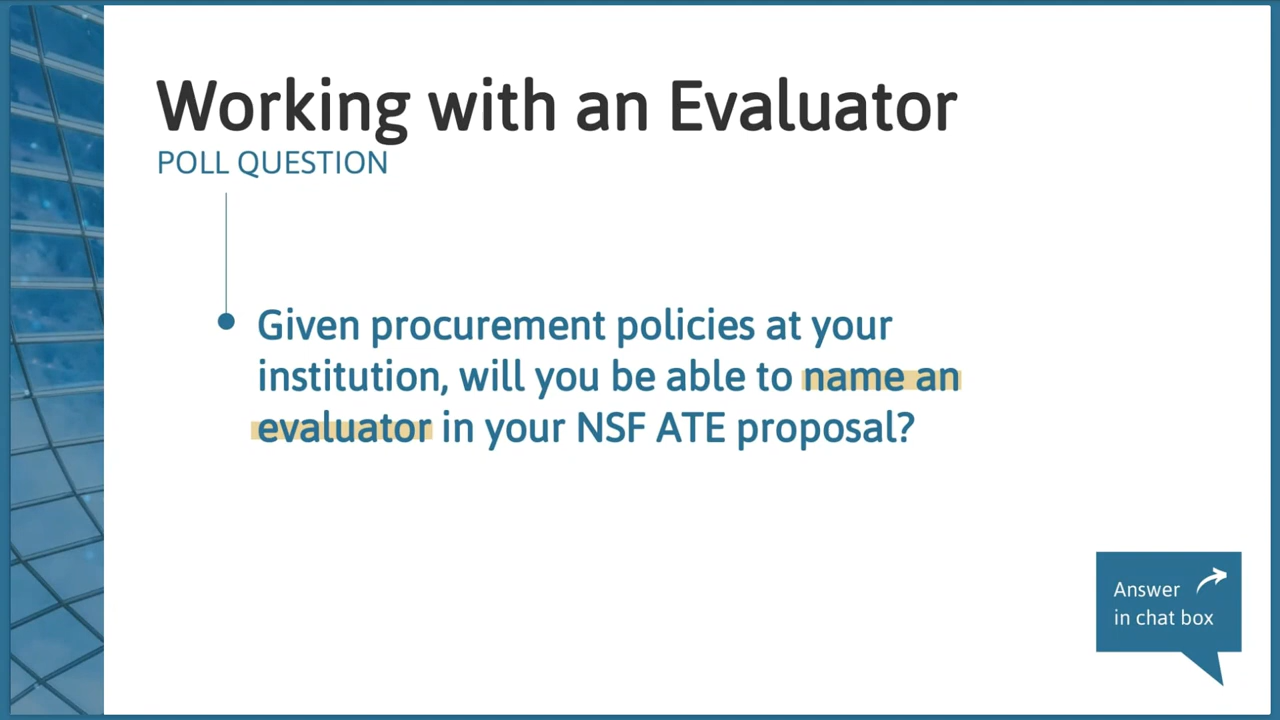 Working with an Evaluator
POLL QUESTION
Given procurement policies at your
institution, will you be able to name an
evaluator in your NSF ATE proposal?
Answer
in chat box